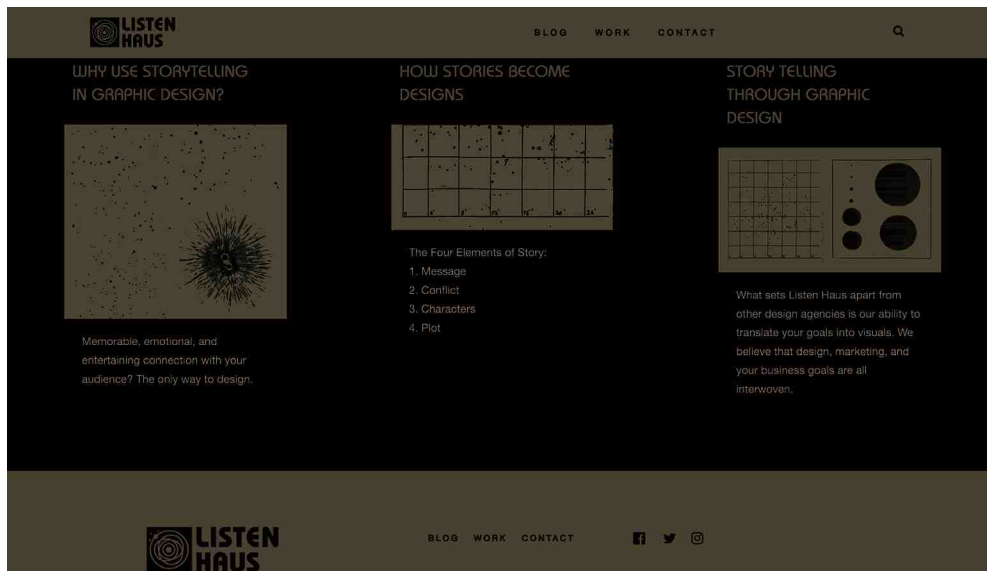 LISTEN
HAUS
BLOG WORK CONTACT
WHY USE STORYTELLING
IN GRAPHIC DESIGN?
Memorable, emotional, and
entertaining connection with your
audience? The only way to design.
HOW STORIES BECOME
DESIGNS
The Four Elements of Story:
1. Message
2. Conflict
3. Characters
4. Plot
STORY TELLING
THROUGH GRAPHIC
DESIGN
What sets Listen Haus apart from
other design agencies is our ability to
translate your goals into visuals. We
believe that design, marketing, and
your business goals are all
interwoven.
LISTEN
HAUS
BLOG WORK CONTACT